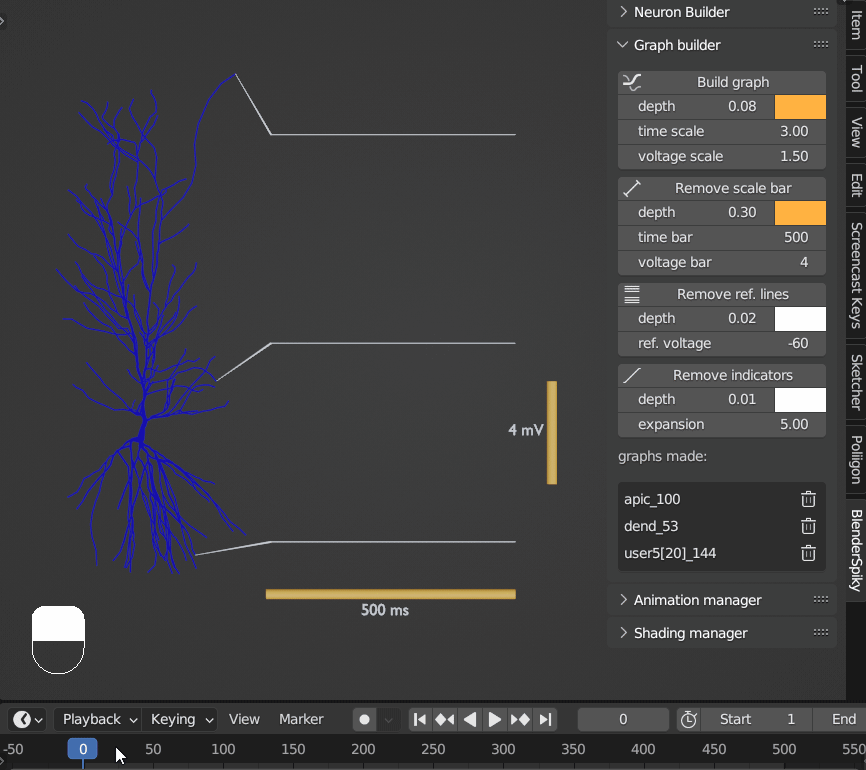 Neuron Builder
Graph builder
Build graph
depth 0.08
time scale 3.00
voltage scale 1.50
Remove scale bar
depth 0.30
time bar 500
voltage bar 4
Remove ref. lines
depth 0.02
ref. voltage -60
Remove indicators
depth 0.01
expansion 5.00
graphs made:
apic_100
dend_53
user5[20]_144
Animation manager
Shading manager
Item
Tool
View
Edit
Screencast Keys
Sketcher
Poliigon
BlenderSpiky
4 mV
500 ms
Playback Keying View Marker 0 Start 1 End
-50 0 50 100 150 200 250 300 350 400 450 500 550